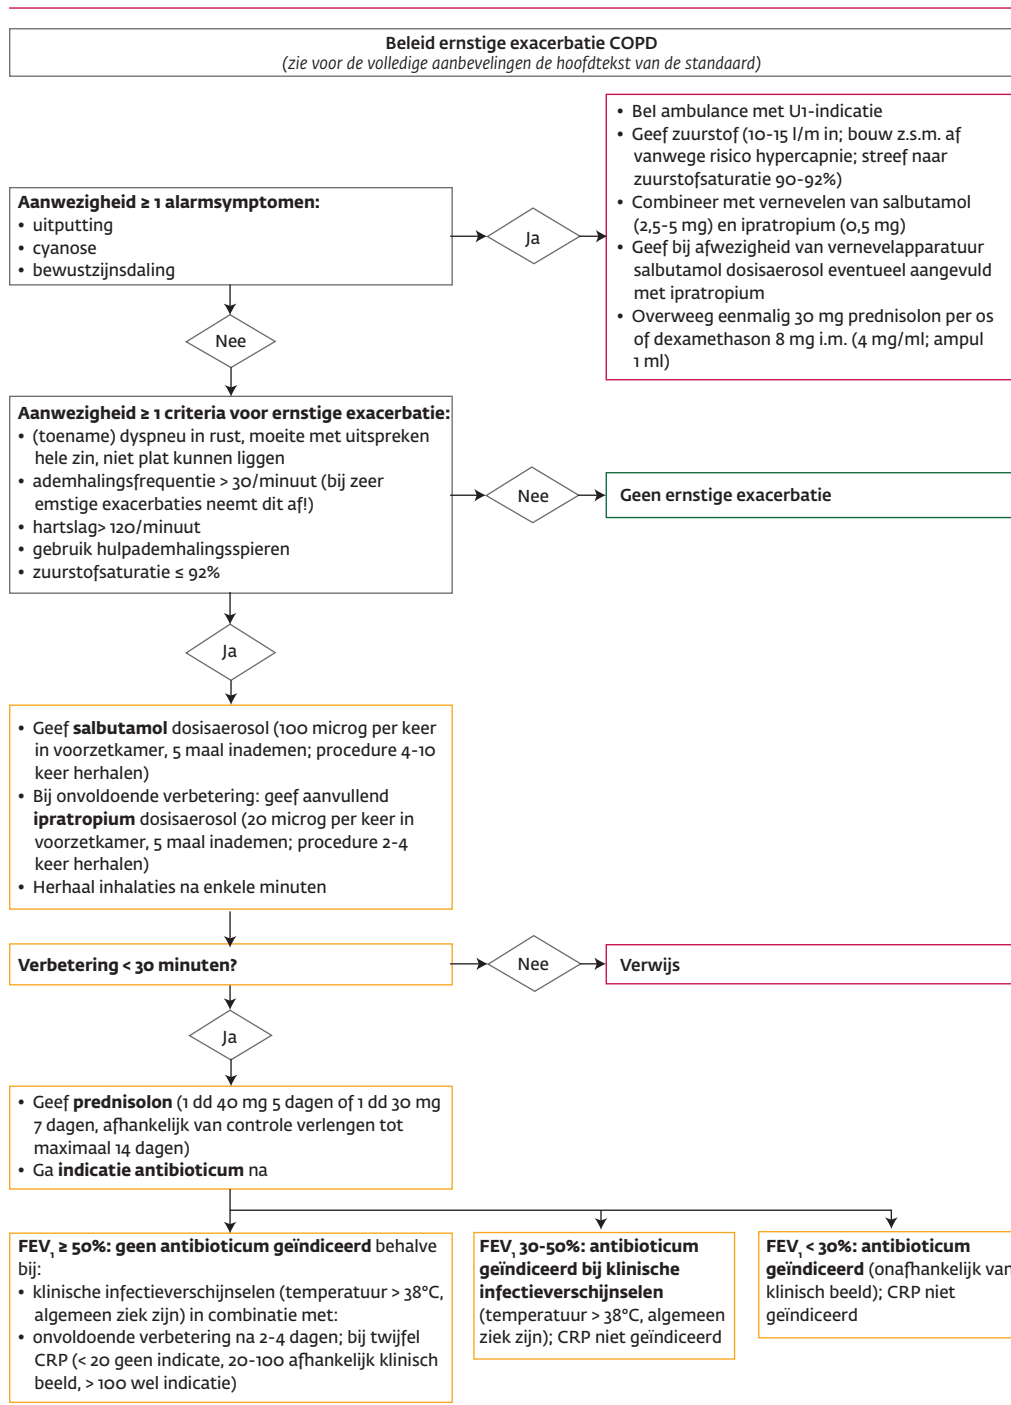 Beleid ernstige exacerbatie COPD
(zie voor de volledige aanbevelingen de hoofdtekst van de standaard)
• Bel ambulance met U1-indicatie
• Geef zuurstof (10-15 l/m in; bouw z.s.m. af
vanwege risico hypercapnie; streef naar
zuurstofsaturatie 90-92%)
• Combineer met vernevelen van salbutamol
(2,5-5 mg) en ipratropium (0,5 mg)
• Geef bij afwezigheid van vernevelapparatuur
salbutamol dosisaerosol eventueel aangevuld
met ipratropium
• Overweeg eenmalig 30 mg prednisolon per os
of dexamethason 8 mg i.m. (4 mg/ml; ampul
1 ml)
Aanwezigheid ≥ 1 alarmsymptomen:
• uitputting
• cyanose
• bewustzijnsdaling
Ja
Nee
Aanwezigheid ≥ 1 criteria voor ernstige exacerbatie:
• (toename) dyspneu in rust, moeite met uitspreken
hele zin, niet plat kunnen liggen
• ademhalingsfrequentie > 30/minuut (bij zeer
emstige exacerbaties neemt dit af!)
• hartslag> 120/minuut
• gebruik hulpademhalingsspieren
• zuurstofsaturatie ≤ 92%
Nee
Geen ernstige exacerbatie
Ja
• Geef salbutamol dosisaerosol (100 microg per keer
in voorzetkamer, 5 maal inademen; procedure 4-10
keer herhalen)
• Bij onvoldoende verbetering: geef aanvullend
ipratropium dosisaerosol (20 microg per keer in
voorzetkamer, 5 maal inademen; procedure 2-4
keer herhalen)
• Herhaal inhalaties na enkele minuten
Verbetering < 30 minuten?
Nee
Verwijs
Ja
• Geef prednisolon (1 dd 40 mg 5 dagen of 1 dd 30 mg
7 dagen, afhankelijk van controle verlengen tot
maximaal 14 dagen)
• Ga indicatie antibioticum na
FEV₁ ≥ 50%: geen antibioticum geïndiceerd behalve
bij:
• klinische infectieverschijnselen (temperatuur > 38°C,
algemeen ziek zijn) in combinatie met:
• onvoldoende verbetering na 2-4 dagen; bij twijfel
CRP (< 20 geen indicate, 20-100 afhankelijk klinisch
beeld, > 100 wel indicatie)
FEV₁ 30-50%: antibioticum
geïndiceerd bij klinische
infectieverschijnselen
(temperatuur > 38°C, algemeen
ziek zijn); CRP niet geïndiceerd
FEV₁ < 30%: antibioticum
geïndiceerd (onafhankelijk van
klinisch beeld); CRP niet
geïndiceerd